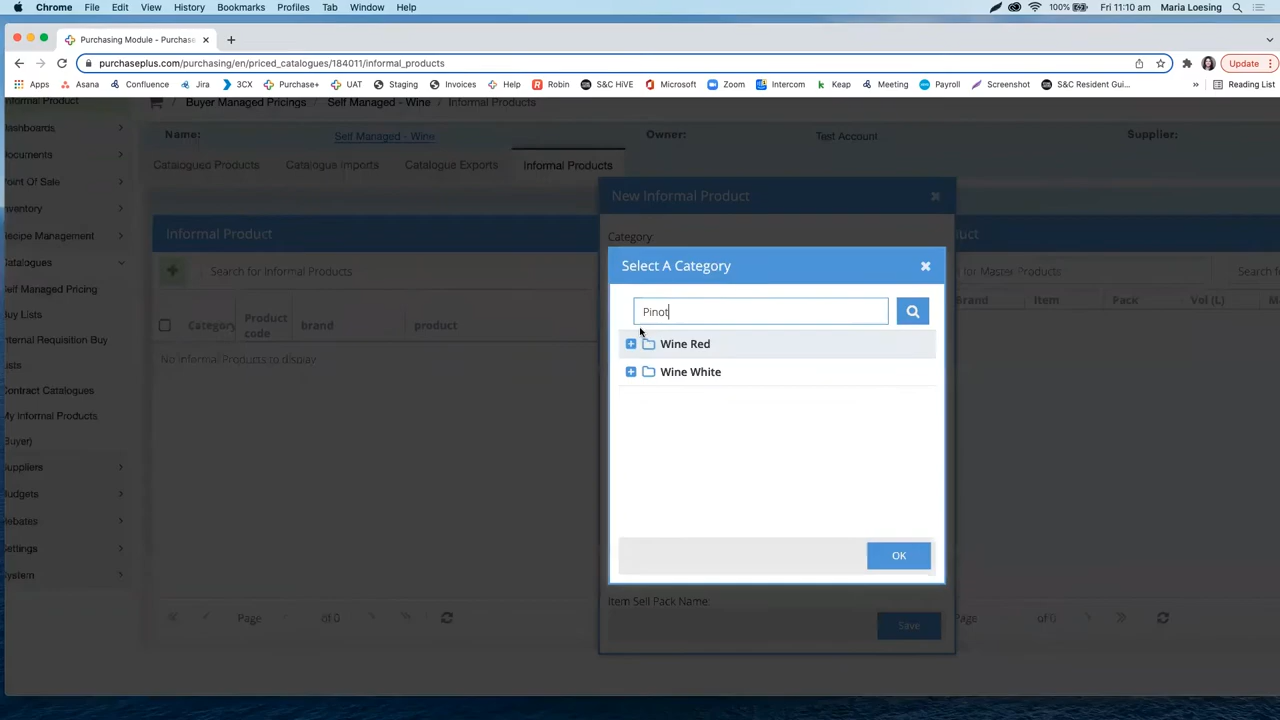 Chrome File Edit View History Bookmarks Profiles Tab Window Help 100% Fri 11:10 am Maria Loesing
Purchasing Module - Purchase
purchaseplus.com/purchasing/en/priced_catalogues/184011/informal_products Update
Apps Asana Confluence Jira 3CX Purchase+ UAT Staging Invoices Help Robin S&C HiVE Microsoft Zoom Intercom Keap Meeting Payroll Screenshot S&C Resident Gui... » Reading List
Informal Product / Buyer Managed Pricings / Self Managed - Wine / Informal Products
Name: Self Managed - Wine Owner: Test Account Supplier:
Catalogued Products Catalogue Imports Catalogue Exports Informal Products
Dashboards
Documents
Point Of Sale
Inventory
Recipe Management
Catalogues
Self Managed Pricing
Buy Lists
Internal Requisition Buy
Lists
Contract Catalogues
My Informal Products
(Buyer)
Suppliers
Budgets
Rebates
Settings
System
Informal Product
Search for Informal Products
Category Product code brand product
No Informal Products to display
Page of 0
New Informal Product
Category
Select A Category
Pinot
Wine Red
Wine White
OK
Item Sell Pack Name
Save
for Master Products Search fo
Brand Item Pack Vol (L)
Page of 0